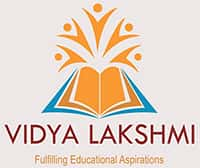 VIDYA LAKSHMI
Fulfilling Educational Aspirations